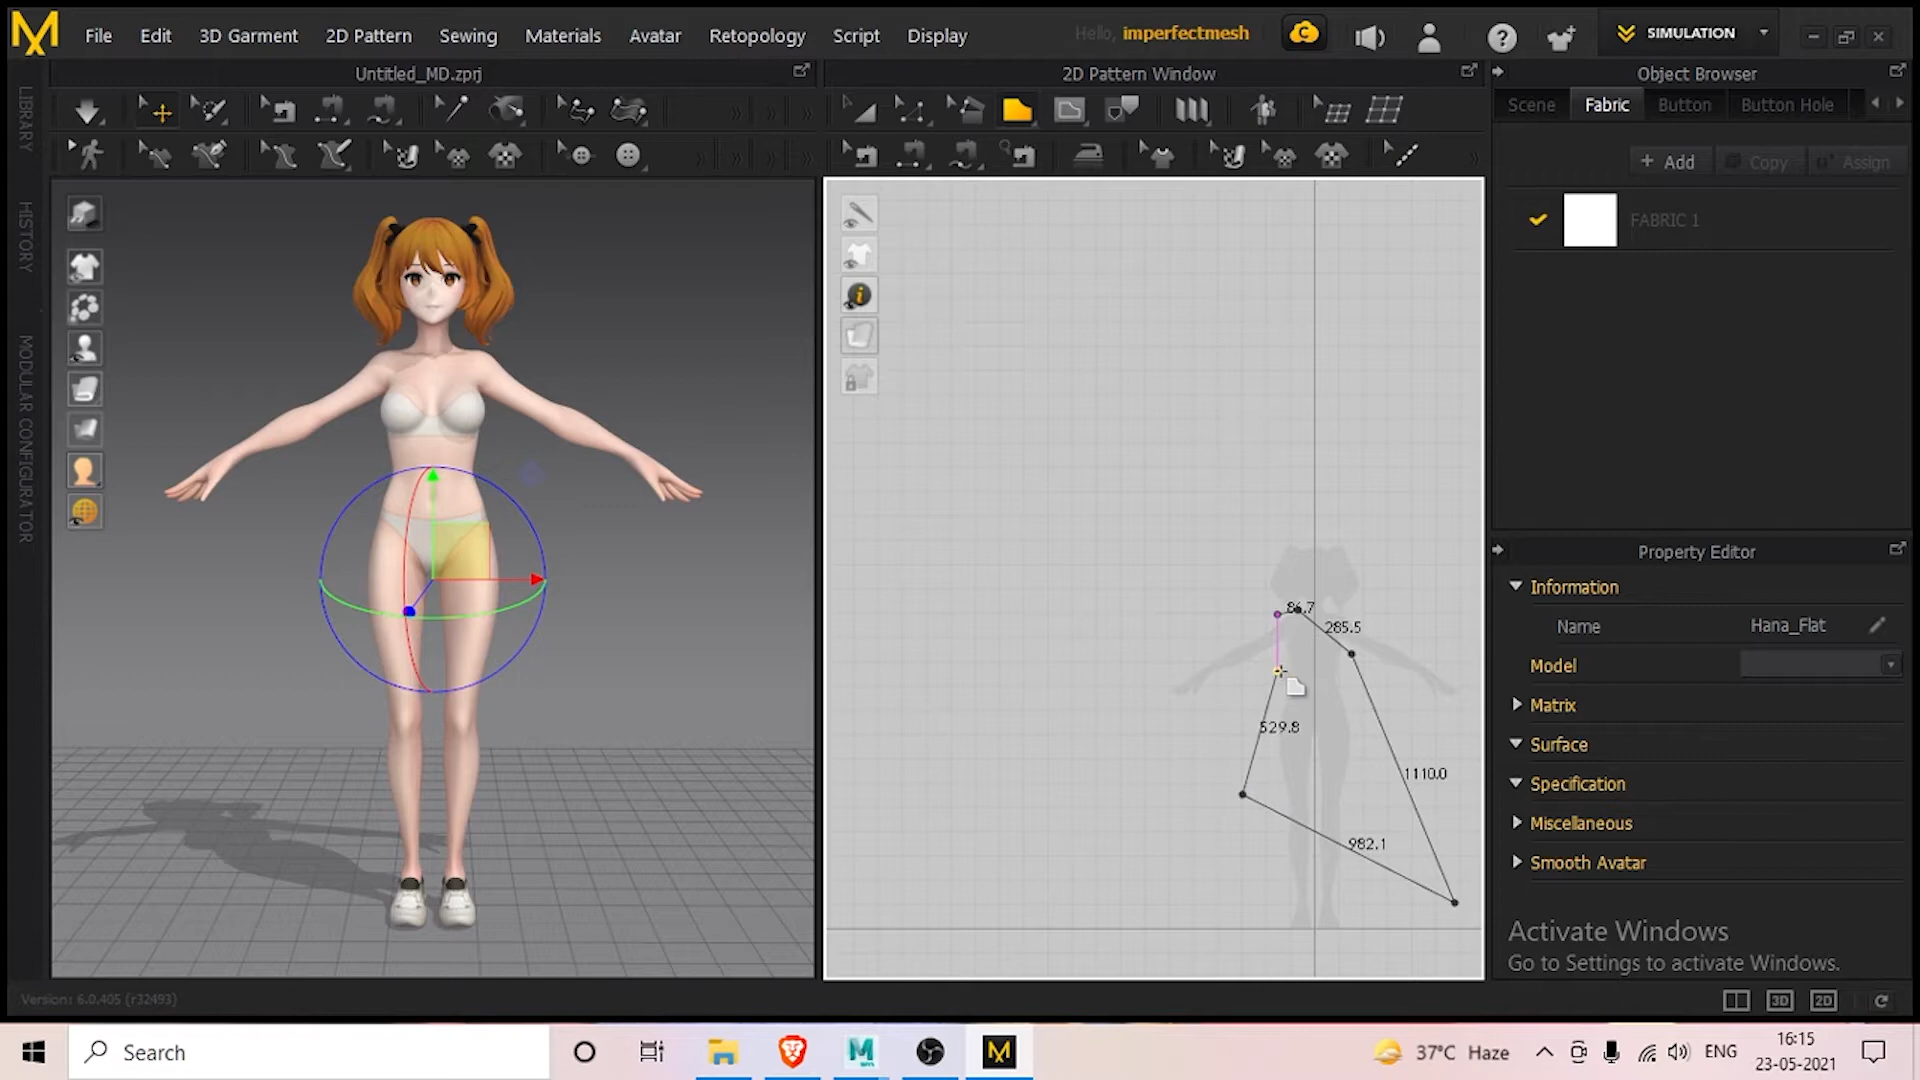 File Edit 3D Garment 2D Pattern Sewing Materials Avatar Retopology Script Display
Hello, imperfectmesh
SIMULATION
Untitled_MD.zprj
2D Pattern Window
Object Browser
LIBRARY
HISTORY
MODULAR CONFIGURATOR
Scene Fabric Button Button Hole
+ Add Copy Assign
FABRIC 1
86.7
285.5
529.8
1110.0
982.1
Property Editor
Information
Name Hana_Flat
Model
Matrix
Surface
Specification
Miscellaneous
Smooth Avatar
Activate Windows
Go to Settings to activate Windows.
Version: 6.0.405 (r32493)
3D 2D
Search
37°C Haze
ENG
16:15
23-05-2021